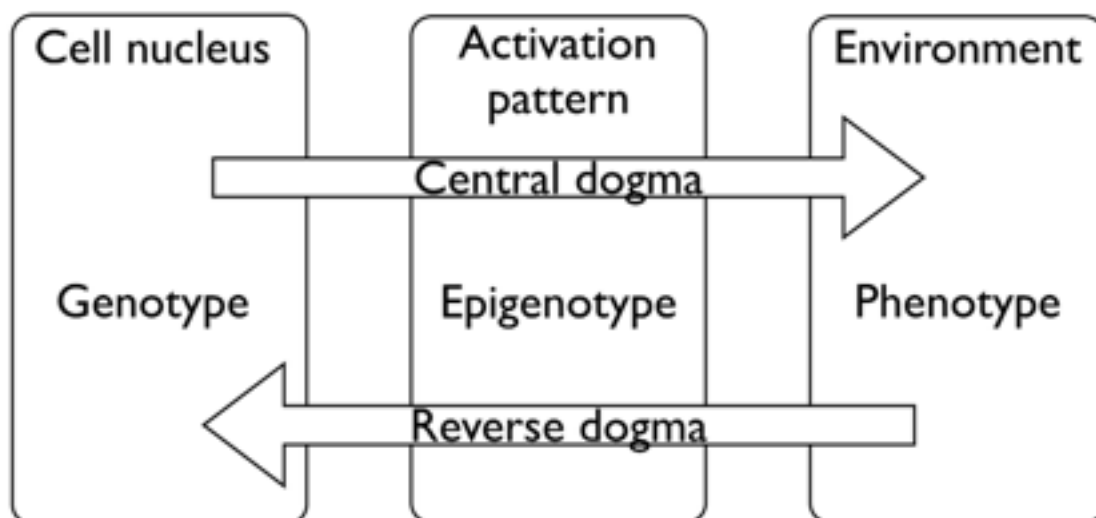 Cell nucleus
Activation
pattern
Environment
Central dogma
Genotype
Epigenotype
Phenotype
Reverse dogma